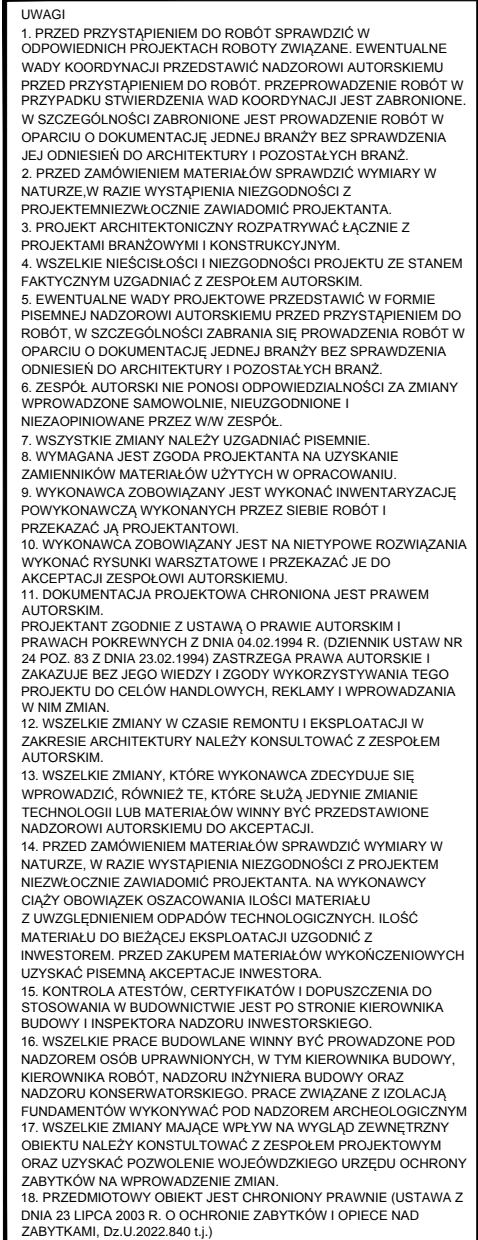 UWAGI
1. PRZED PRZYSTĄPIENIEM DO ROBÓT SPRAWDZIĆ W
ODPOWIEDNICH PROJEKTACH ROBOTY ZWIĄZANE. EWENTUALNE
WADY KOORDYNACJI PRZEDSTAWIĆ NADZOROWI AUTORSKIEMU
PRZED PRZYSTĄPIENIEM DO ROBÓT. PRZEPROWADZENIE ROBÓT W
PRZYPADKU STWIERDZENIA WAD KOORDYNACJI JEST ZABRONIONE.
W SZCZEGÓLNOŚCI ZABRONIONE JEST PROWADZENIE ROBÓT W
OPARCIU O DOKUMENTACJĘ JEDNEJ BRANŻY BEZ SPRAWDZENIA
JEJ ODNIESIEŃ DO ARCHITEKTURY I POZOSTAŁYCH BRANŻ.
2. PRZED ZAMÓWIENIEM MATERIAŁÓW SPRAWDZIĆ WYMIARY W
NATURZE,W RAZIE WYSTĄPIENIA NIEZGODNOŚCI Z
PROJEKTEMNIEZWŁOCZNIE ZAWIADOMIĆ PROJEKTANTA.
3. PROJEKT ARCHITEKTONICZNY ROZPATRYWAĆ ŁĄCZNIE Z
PROJEKTAMI BRANŻOWYMI I KONSTRUKCYJNYM.
4. WSZELKIE NIEŚCISŁOŚCI I NIEZGODNOŚCI PROJEKTU ZE STANEM
FAKTYCZNYM UZGADNIAĆ Z ZESPOŁEM AUTORSKIM.
5. EWENTUALNE WADY PROJEKTOWE PRZEDSTAWIĆ W FORMIE
PISEMNEJ NADZOROWI AUTORSKIEMU PRZED PRZYSTĄPIENIEM DO
ROBÓT, W SZCZEGÓLNOŚCI ZABRANIA SIĘ PROWADZENIA ROBÓT W
OPARCIU O DOKUMENTACJĘ JEDNEJ BRANŻY BEZ SPRAWDZENIA
ODNIESIEŃ DO ARCHITEKTURY I POZOSTAŁYCH BRANŻ.
6. ZESPÓŁ AUTORSKI NIE PONOSI ODPOWIEDZIALNOŚCI ZA ZMIANY
WPROWADZONE SAMOWOLNIE, NIEUZGODNIONE I
NIEZAOPINIOWANE PRZEZ W/W ZESPÓŁ.
7. WSZYSTKIE ZMIANY NALEŻY UZGADNIAĆ PISEMNIE.
8. WYMAGANA JEST ZGODA PROJEKTANTA NA UZYSKANIE
ZAMIENNIKÓW MATERIAŁÓW UŻYTYCH W OPRACOWANIU.
9. WYKONAWCA ZOBOWIĄZANY JEST WYKONAĆ INWENTARYZACJĘ
POWYKONAWCZĄ WYKONANYCH PRZEZ SIEBIE ROBÓT I
PRZEKAZAĆ JĄ PROJEKTANTOWI.
10. WYKONAWCA ZOBOWIĄZANY JEST NA NIETYPOWE ROZWIĄZANIA
WYKONAĆ RYSUNKI WARSZTATOWE I PRZEKAZAĆ JE DO
AKCEPTACJI ZESPOŁOWI AUTORSKIEMU.
11. DOKUMENTACJA PROJEKTOWA CHRONIONA JEST PRAWEM
AUTORSKIM.
PROJEKTANT ZGODNIE Z USTAWĄ O PRAWIE AUTORSKIM I
PRAWACH POKREWNYCH Z DNIA 04.02.1994 R. (DZIENNIK USTAW NR
24 POZ. 83 Z DNIA 23.02.1994) ZASTRZEGA PRAWA AUTORSKIE I
ZAKAZUJE BEZ JEGO WIEDZY I ZGODY WYKORZYSTYWANIA TEGO
PROJEKTU DO CELÓW HANDLOWYCH, REKLAMY I WPROWADZANIA
W NIM ZMIAN.
12. WSZELKIE ZMIANY W CZASIE REMONTU I EKSPLOATACJI W
ZAKRESIE ARCHITEKTURY NALEŻY KONSULTOWAĆ Z ZESPOŁEM
AUTORSKIM.
13. WSZELKIE ZMIANY, KTÓRE WYKONAWCA ZDECYDUJE SIĘ
WPROWADZIĆ, RÓWNIEŻ TE, KTÓRE SŁUŻĄ JEDYNIE ZMIANIE
TECHNOLOGII LUB MATERIAŁÓW WINNY BYĆ PRZEDSTAWIONE
NADZOROWI AUTORSKIEMU DO AKCEPTACJI.
14. PRZED ZAMÓWIENIEM MATERIAŁÓW SPRAWDZIĆ WYMIARY W
NATURZE, W RAZIE WYSTĄPIENIA NIEZGODNOŚCI Z PROJEKTEM
NIEZWŁOCZNIE ZAWIADOMIĆ PROJEKTANTA. NA WYKONAWCY
CIĄŻY OBOWIĄZEK OSZACOWANIA ILOŚCI MATERIAŁU
Z UWZGLĘDNIENIEM ODPADÓW TECHNOLOGICZNYCH. ILOŚĆ
MATERIAŁU DO BIEŻĄCEJ EKSPLOATACJI UZGODNIĆ Z
INWESTOREM. PRZED ZAKUPEM MATERIAŁÓW WYKOŃCZENIOWYCH
UZYSKAĆ PISEMNĄ AKCEPTACJE INWESTORA.
15. KONTROLA ATESTÓW, CERTYFIKATÓW I DOPUSZCZENIA DO
STOSOWANIA W BUDOWNICTWIE JEST PO STRONIE KIEROWNIKA
BUDOWY I INSPEKTORA NADZORU INWESTORSKIEGO.
16. WSZELKIE PRACE BUDOWLANE WINNY BYĆ PROWADZONE POD
NADZOREM OSÓB UPRAWNIONYCH, W TYM KIEROWNIKA BUDOWY,
KIEROWNIKA ROBÓT, NADZORU INŻYNIERA BUDOWY ORAZ
NADZORU KONSERWATORSKIEGO. PRACE ZWIĄZANE Z IZOLACJĄ
FUNDAMENTÓW WYKONYWAĆ POD NADZOREM ARCHEOLOGICZNYM
17. WSZELKIE ZMIANY MAJĄCE WPŁYW NA WYGLĄD ZEWNĘTRZNY
OBIEKTU NALEŻY KONSTULTOWAĆ Z ZESPOŁEM PROJEKTOWYM
ORAZ UZYSKAĆ POZWOLENIE WOJEÓWDZKIEGO URZĘDU OCHRONY
ZABYTKÓW NA WPROWADZENIE ZMIAN.
18. PRZEDMIOTOWY OBIEKT JEST CHRONIONY PRAWNIE (USTAWA Z
DNIA 23 LIPCA 2003 R. O OCHRONIE ZABYTKÓW I OPIECE NAD
ZABYTKAMI, Dz.U.2022.840 t.j.)